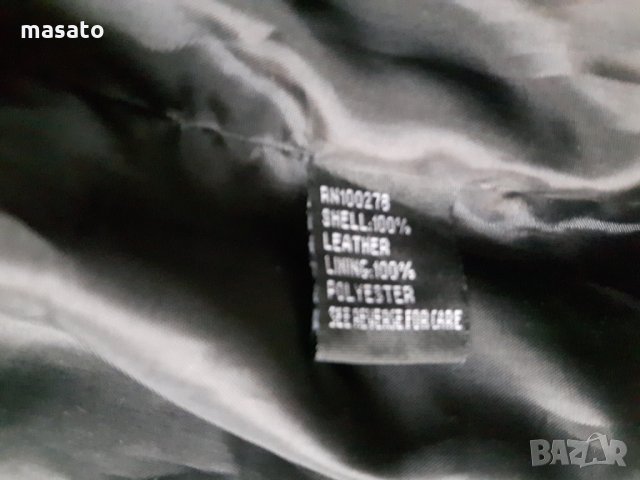 masato
RN100278
SHELL:100%
LEATHER
LINING:100%
POLYESTER
SEE REVERSE FOR CARE
BAZAR